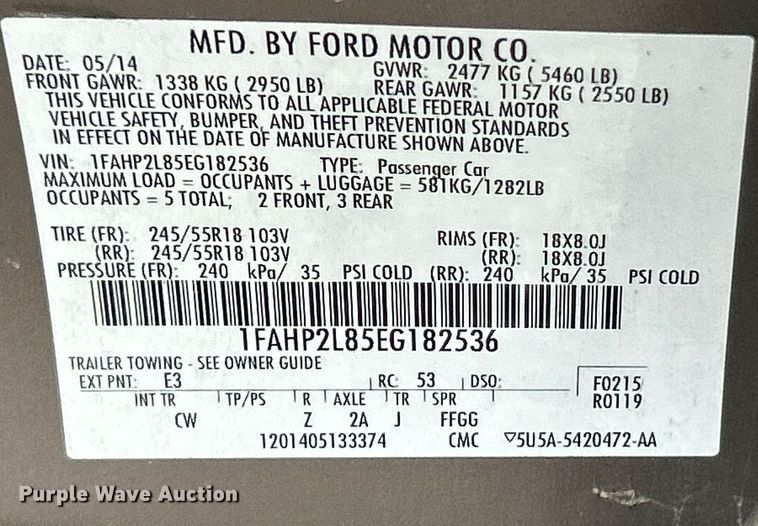 MFD. BY FORD MOTOR CO.
DATE: 05/14 GVWR: 2477 KG ( 5460 LB)
FRONT GAWR: 1338 KG ( 2950 LB) REAR GAWR: 1157 KG ( 2550 LB)
THIS VEHICLE CONFORMS TO ALL APPLICABLE FEDERAL MOTOR
VEHICLE SAFETY, BUMPER, AND THEFT PREVENTION STANDARDS
IN EFFECT ON THE DATE OF MANUFACTURE SHOWN ABOVE.
VIN: 1FAHP2L85EG182536 TYPE: Passenger Car
MAXIMUM LOAD = OCCUPANTS + LUGGAGE = 581KG/1282LB
OCCUPANTS = 5 TOTAL; 2 FRONT, 3 REAR
TIRE (FR): 245/55R18 103V RIMS (FR): 18X8.0J
(RR): 245/55R18 103V (RR): 18X8.0J
PRESSURE (FR): 240 kPa/ 35 PSI COLD (RR): 240 kPa/ 35 PSI COLD
1FAHP2L85EG182536
TRAILER TOWING - SEE OWNER GUIDE
EXT PNT: E3 RC: 53 DSO: F0215
INT TR TP/PS R AXLE TR SPR R0119
CW Z 2A J FFGG
1201405133374 CMC ▽5U5A-5420472-AA
Purple Wave Auction